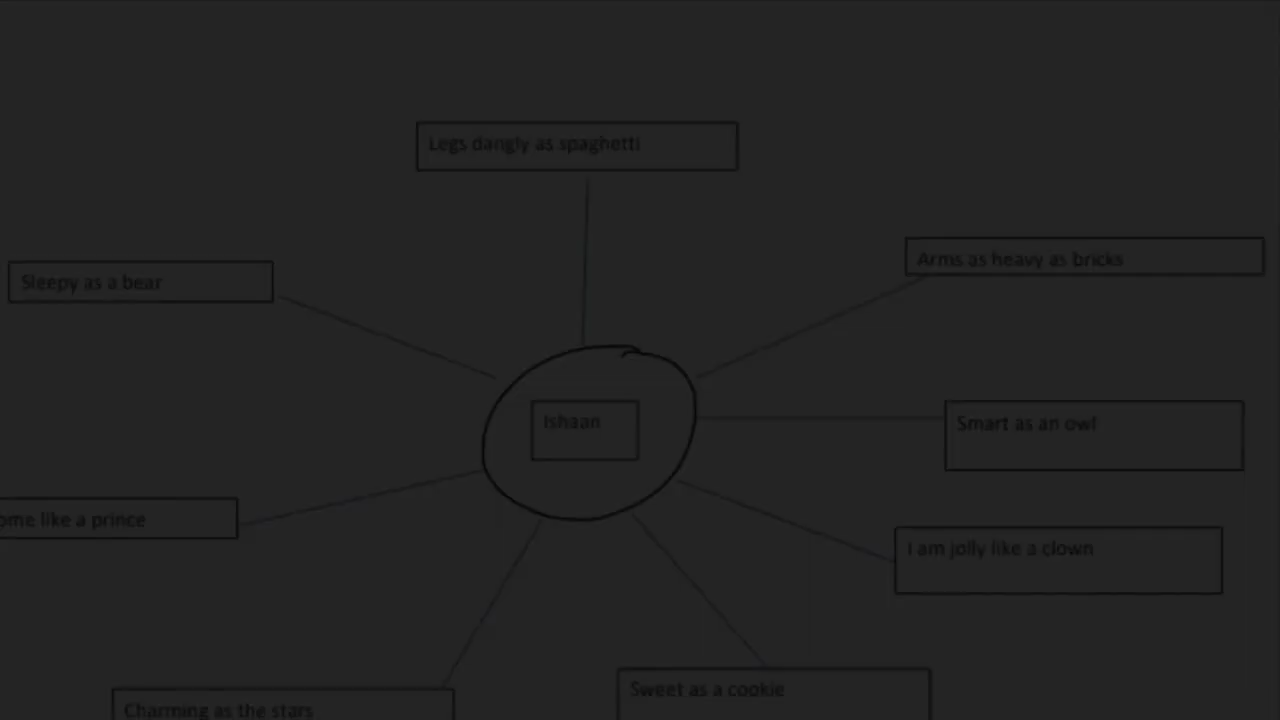 Legs dangly as spaghetti
Arms as heavy as bricks
Sleepy as a bear
Ishaan
Smart as an owl
ome like a prince
I am jolly like a clown
Sweet as a cookie
Charming as the stars